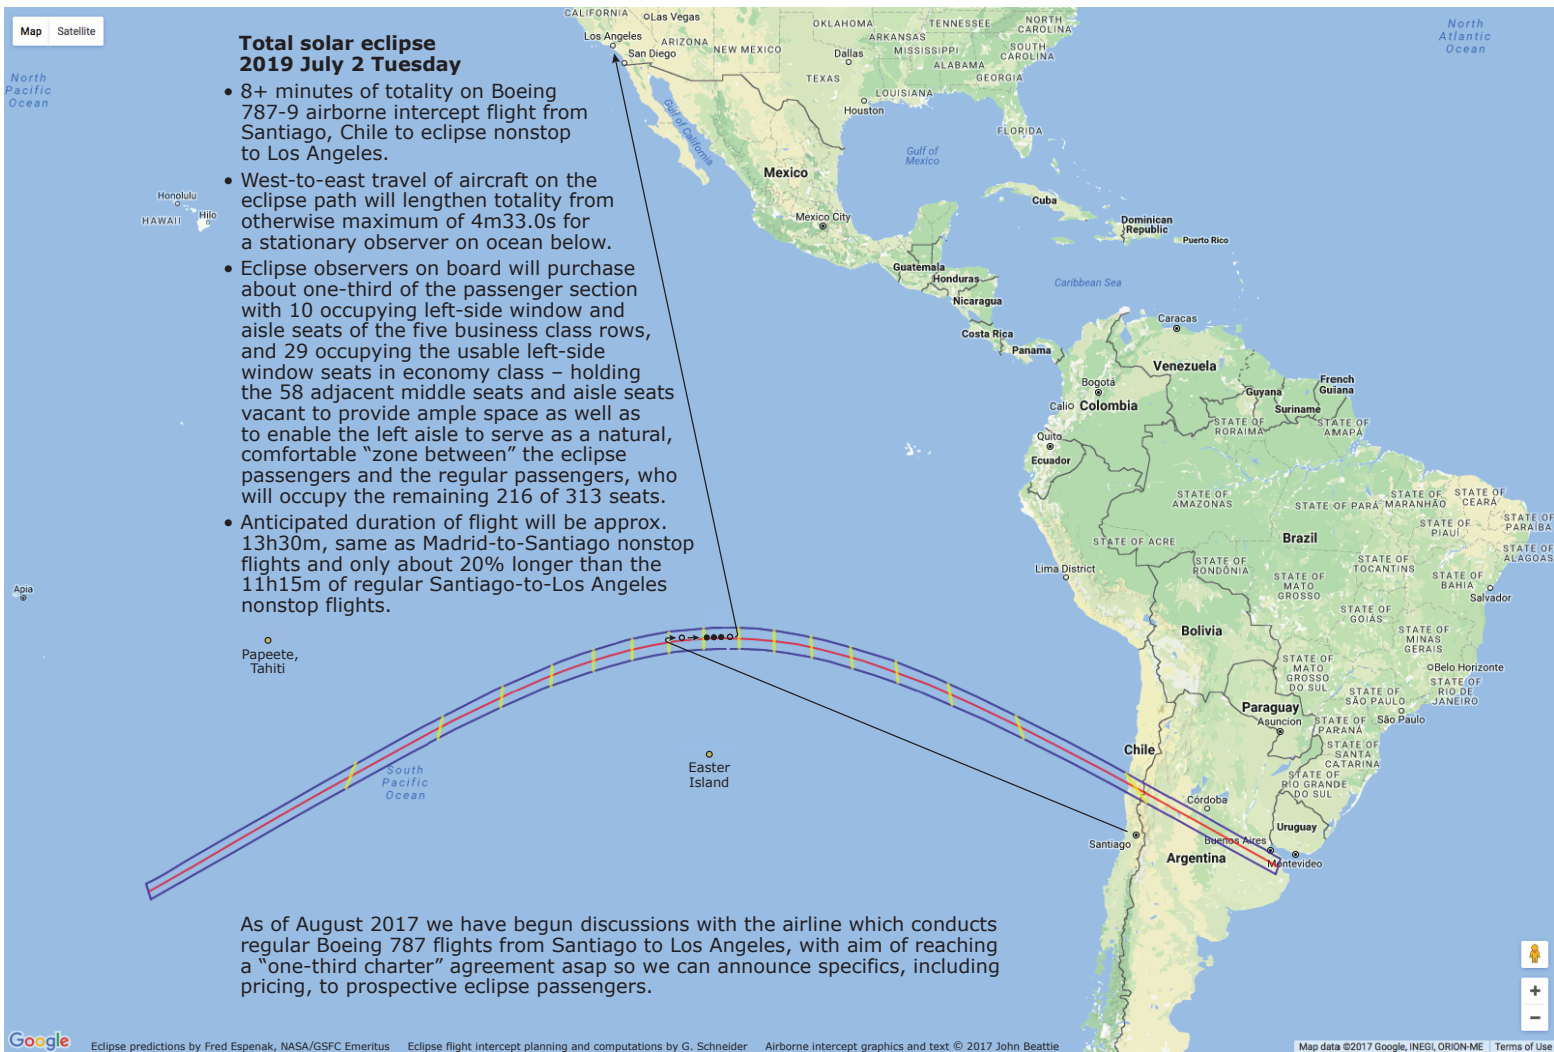 Map Satellite
Total solar eclipse
2019 July 2 Tuesday
• 8+ minutes of totality on Boeing
787-9 airborne intercept flight from
Santiago, Chile to eclipse nonstop
to Los Angeles.
• West-to-east travel of aircraft on the
eclipse path will lengthen totality from
otherwise maximum of 4m33.0s for
a stationary observer on ocean below.
• Eclipse observers on board will purchase
about one-third of the passenger section
with 10 occupying left-side window and
aisle seats of the five business class rows,
and 29 occupying the usable left-side
window seats in economy class – holding
the 58 adjacent middle seats and aisle seats
vacant to provide ample space as well as
to enable the left aisle to serve as a natural,
comfortable “zone between” the eclipse
passengers and the regular passengers, who
will occupy the remaining 216 of 313 seats.
• Anticipated duration of flight will be approx.
13h30m, same as Madrid-to-Santiago nonstop
flights and only about 20% longer than the
11h15m of regular Santiago-to-Los Angeles
nonstop flights.
North
Pacific
Ocean
Honolulu
HAWAII
Hilo
Apia
Papeete,
Tahiti
South
Pacific
Ocean
Easter
Island
CALIFORNIA
Las Vegas
Los Angeles
San Diego
ARIZONA
NEW MEXICO
OKLAHOMA
ARKANSAS
TENNESSEE
NORTH
CAROLINA
SOUTH
CAROLINA
MISSISSIPPI
ALABAMA
GEORGIA
Dallas
TEXAS
LOUISIANA
Houston
FLORIDA
North
Atlantic
Ocean
Gulf of California
Gulf of
Mexico
Mexico
Mexico City
Cuba
Dominican
Republic
Puerto Rico
Guatemala
Honduras
Nicaragua
Caribbean Sea
Costa Rica
Panama
Caracas
Venezuela
Bogotá
Calio
Colombia
Guyana
French
Guiana
Suriname
Quito
Ecuador
STATE OF
RORAIMA
STATE OF
AMAPÁ
STATE OF
AMAZONAS
STATE OF PARÁ
STATE OF
MARANHÃO
STATE OF
CEARÁ
STATE OF
PIAUÍ
STATE OF
PARAÍBA
STATE OF
ALAGOAS
STATE OF ACRE
Brazil
STATE OF
RONDÔNIA
STATE OF
TOCANTINS
STATE OF
MATO
GROSSO
STATE OF
BAHIA
Lima District
Salvador
STATE OF
GOIÁS
Bolivia
STATE OF
MINAS
GERAIS
STATE OF
MATO
GROSSO
DO SUL
Belo Horizonte
STATE OF
RIO DE
JANEIRO
STATE OF
SÃO PAULO
São Paulo
Paraguay
Asuncion
STATE OF
PARANÁ
STATE OF
SANTA
CATARINA
STATE OF
RIO GRANDE
DO SUL
Chile
Córdoba
Uruguay
Santiago
Buenos Aires
Argentina
Montevideo
As of August 2017 we have begun discussions with the airline which conducts
regular Boeing 787 flights from Santiago to Los Angeles, with aim of reaching
a “one-third charter” agreement asap so we can announce specifics, including
pricing, to prospective eclipse passengers.
+
−
Google
Eclipse predictions by Fred Espenak, NASA/GSFC Emeritus Eclipse flight intercept planning and computations by G. Schneider Airborne intercept graphics and text © 2017 John Beattie
Map data ©2017 Google, INEGI, ORION-ME Terms of Use